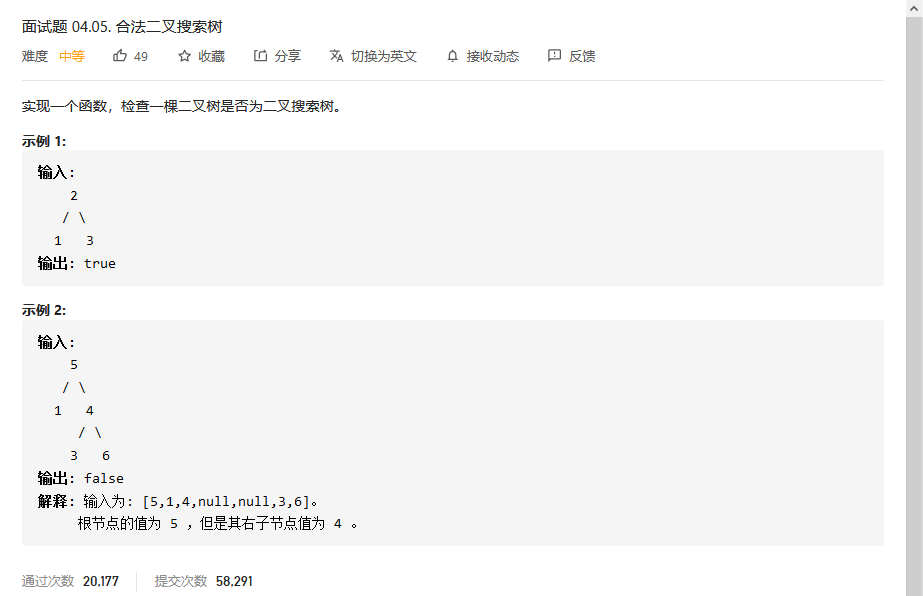 面试题 04.05. 合法二叉搜索树
难度 中等 49 收藏 分享 切换为英文 接收动态 反馈
实现一个函数，检查一棵二叉树是否为二叉搜索树。
示例 1:
输入:
2
/ \
1 3
输出: true
示例 2:
输入:
5
/ \
1 4
/ \
3 6
输出: false
解释: 输入为: [5,1,4,null,null,3,6]。
根节点的值为 5 ，但是其右子节点值为 4 。
通过次数 20,177 提交次数 58,291